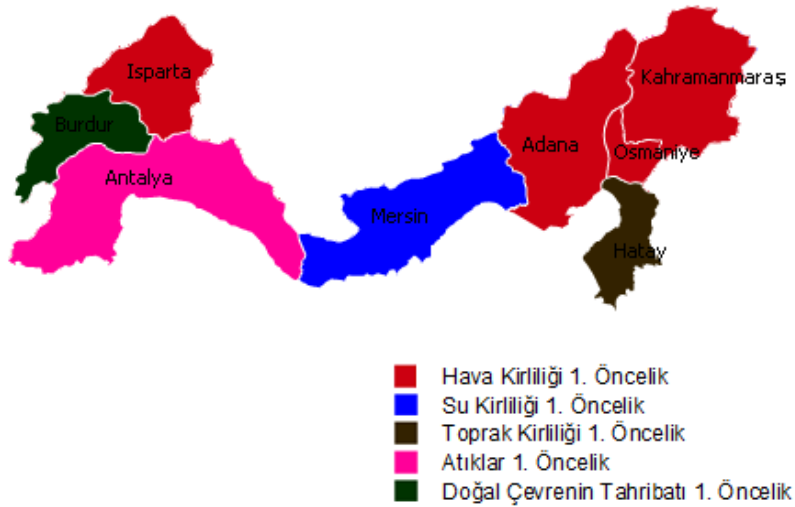 Isparta
Kahramanmaraş
Burdur
Adana
Osmaniye
Antalya
Mersin
Hatay
Hava Kirliliği 1. Öncelik
Su Kirliliği 1. Öncelik
Toprak Kirliliği 1. Öncelik
Atıklar 1. Öncelik
Doğal Çevrenin Tahribatı 1. Öncelik